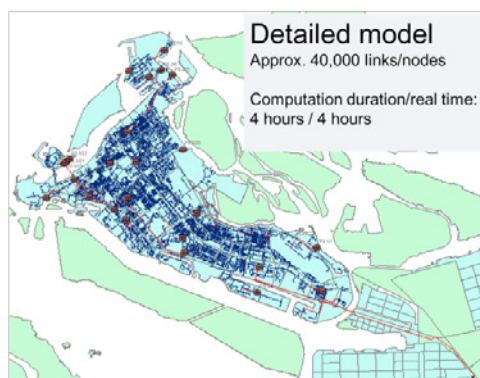 Detailed model
Approx. 40,000 links/nodes
Computation duration/real time:
4 hours / 4 hours